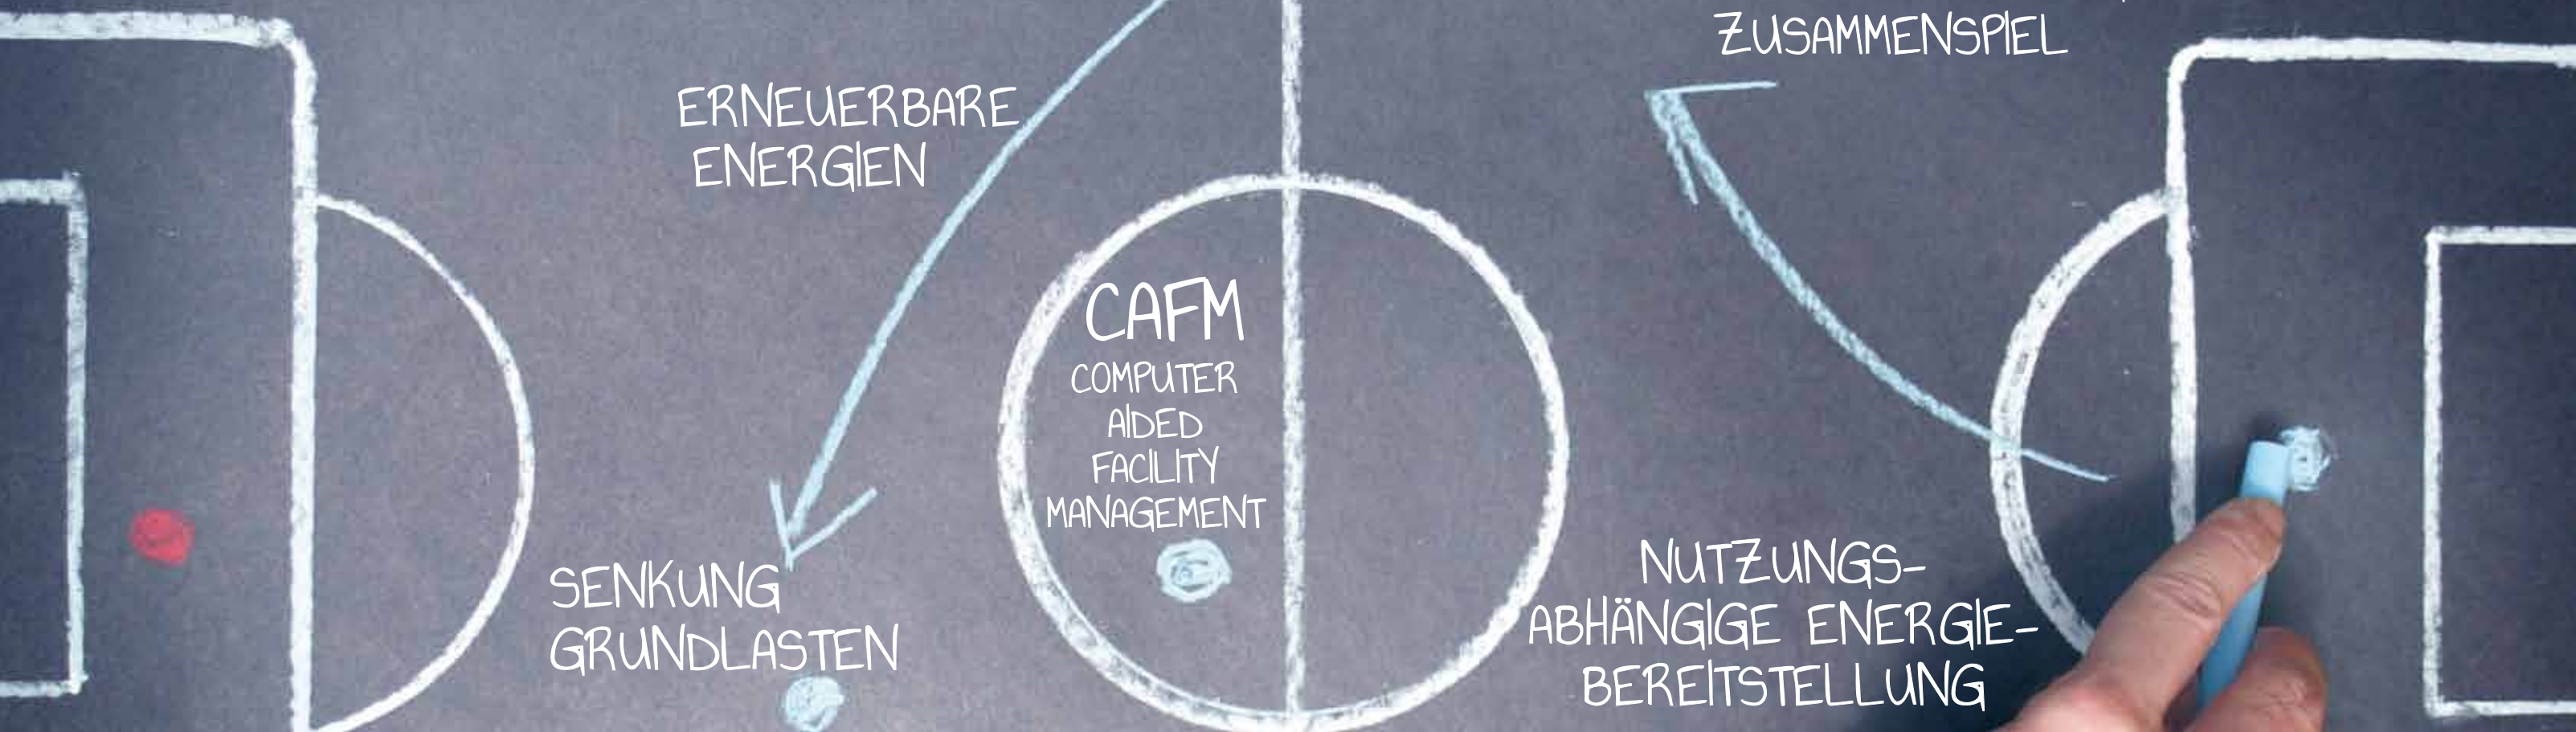 ZUSAMMENSPIEL
ERNEUERBARE
ENERGIEN
CAFM
COMPUTER
AIDED
FACILITY
MANAGEMENT
SENKUNG
GRUNDLASTEN
NUTZUNGS-
ABHÄNGIGE ENERGIE-
BEREITSTELLUNG